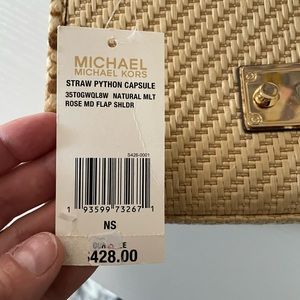 MICHAEL
MICHAEL KORS
STRAW PYTHON CAPSULE
35T0GWQL8W NATURAL MLT
ROSE MD FLAP SHLDR
S428-0001
1 93599 73267 1
NS
$428.00